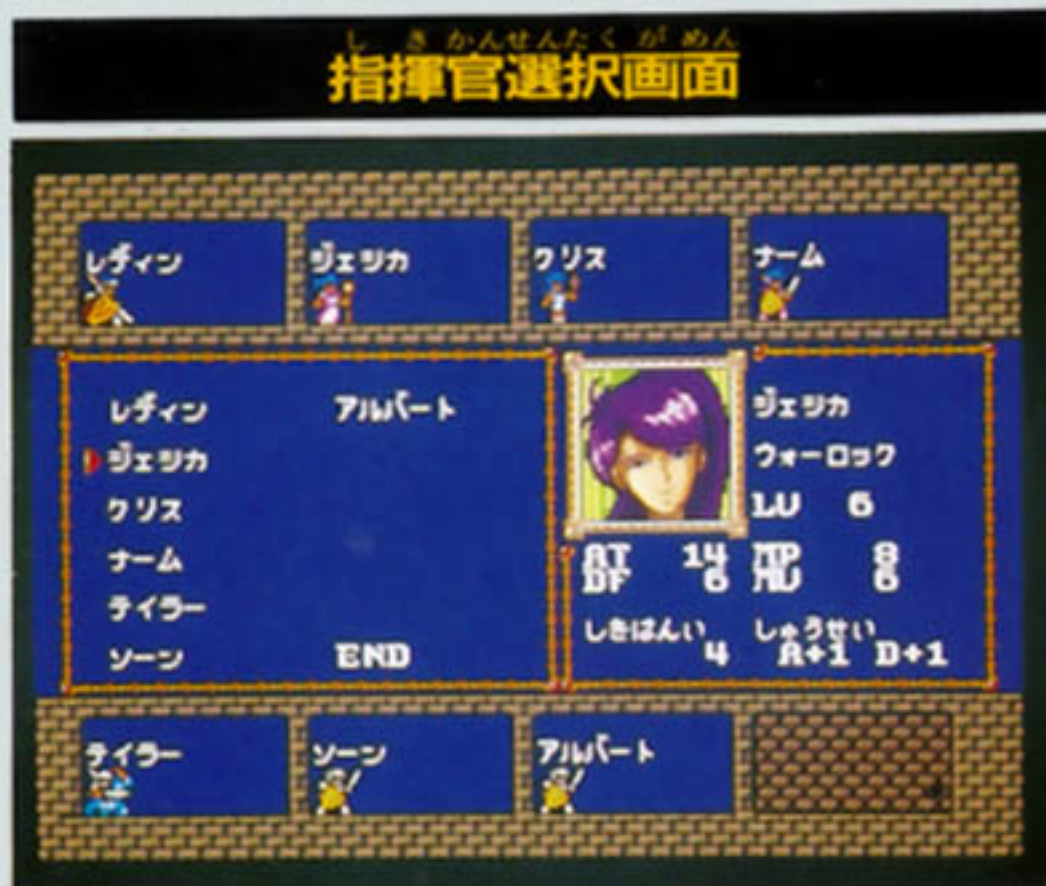 しきかんせんたくがめん
指揮官選択画面
レディン ジェシカ クリス ナーム
レディン アルバート
ジェシカ
クリス
ナーム
テイラー
ソーン END
ジェシカ
ウォーロック
LV 6
AT 14 MP 8
DF 6 MV 6
しきはんい しゅうせい
4 A+1 D+1
テイラー ソーン アルバート